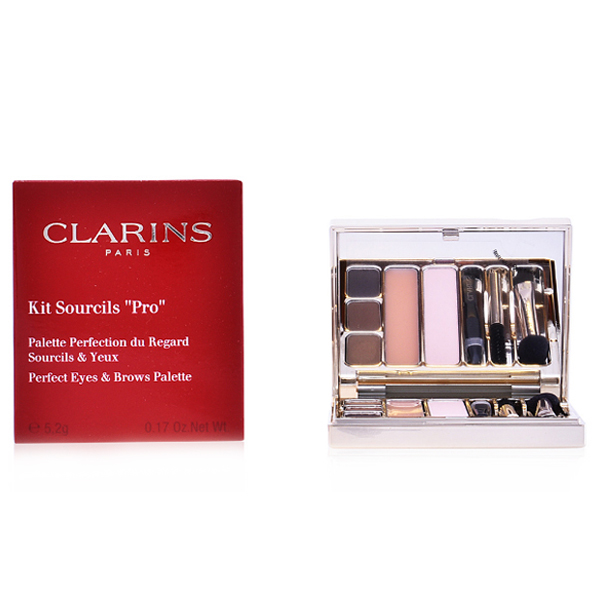 CLARINS
PARIS
Kit Sourcils "Pro"
Palette Perfection du Regard
Sourcils & Yeux
Perfect Eyes & Brows Palette
℮ 5.2g 0.17 Oz.Net Wt.